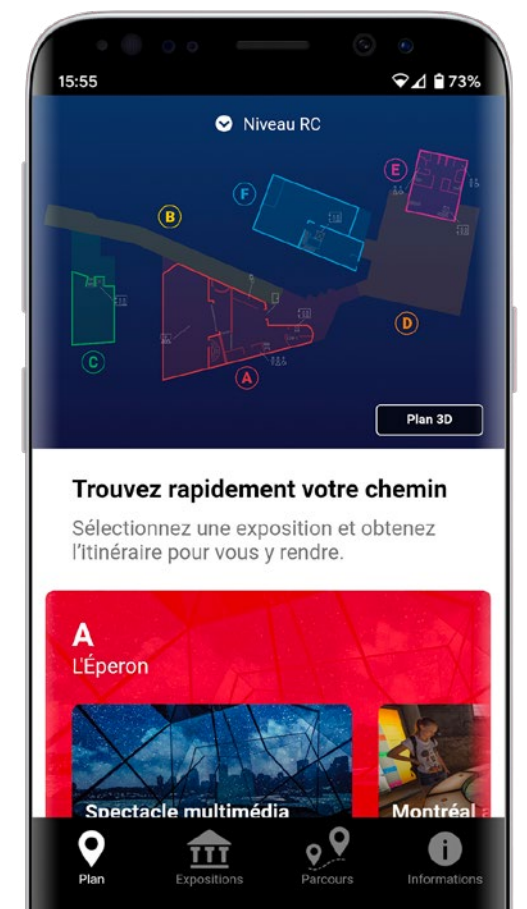 15:55
73%
Niveau RC
E
F
B
D
C
A
Plan 3D
Trouvez rapidement votre chemin
Sélectionnez une exposition et obtenez
l'itinéraire pour vous y rendre.
A
L'Éperon
Spectacle multimédia
Montréal
Plan
Expositions
Parcours
Informations